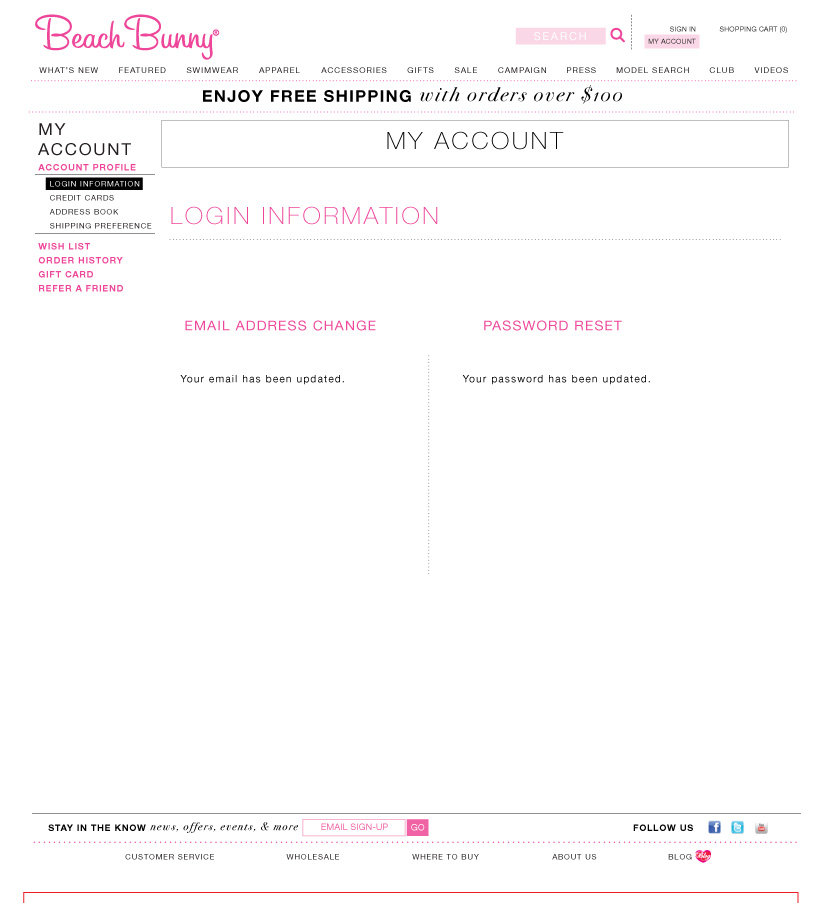 Beach Bunny®
SEARCH
SIGN IN
MY ACCOUNT
SHOPPING CART (0)
WHAT'S NEW FEATURED SWIMWEAR APPAREL ACCESSORIES GIFTS SALE CAMPAIGN PRESS MODEL SEARCH CLUB VIDEOS
ENJOY FREE SHIPPING with orders over $100
MY
ACCOUNT
ACCOUNT PROFILE
LOGIN INFORMATION
CREDIT CARDS
ADDRESS BOOK
SHIPPING PREFERENCE
WISH LIST
ORDER HISTORY
GIFT CARD
REFER A FRIEND
MY ACCOUNT
LOGIN INFORMATION
EMAIL ADDRESS CHANGE
Your email has been updated.
PASSWORD RESET
Your password has been updated.
STAY IN THE KNOW news, offers, events, & more EMAIL SIGN-UP GO
FOLLOW US
CUSTOMER SERVICE WHOLESALE WHERE TO BUY ABOUT US BLOG